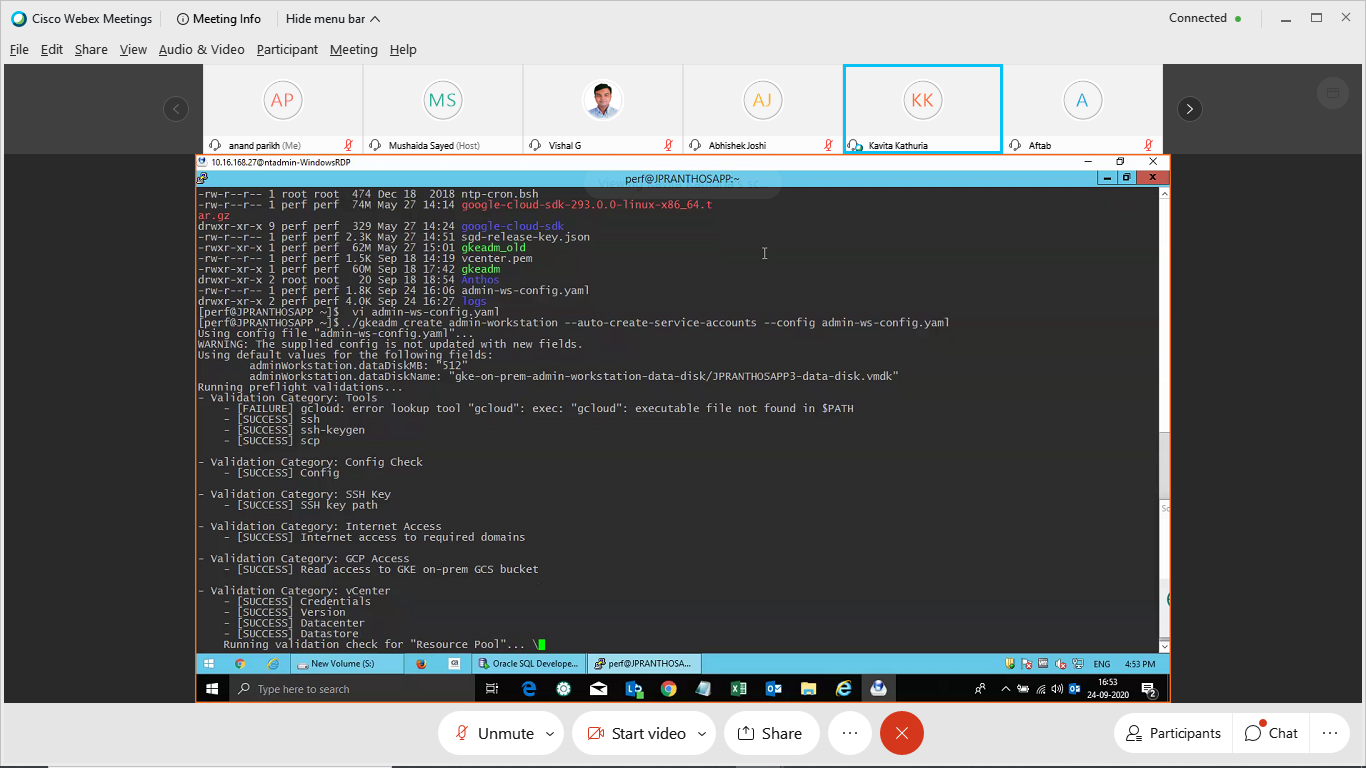 Cisco Webex Meetings
Meeting Info
Hide menu bar
Connected
File Edit Share View Audio & Video Participant Meeting Help
AP
MS
AJ
KK
A
anand parikh (Me)
Mushaida Sayed (Host)
Vishal G
Abhishek Joshi
Kavita Kathuria
Aftab
10.16.168.27@ntadmin-WindowsRDP
perf@JPRANTHOSAPP:~
-rw-r--r-- 1 root root 474 Dec 18 2018 ntp-cron.bsh
-rw-r--r-- 1 perf perf 74M May 27 14:14 google-cloud-sdk-293.0.0-linux-x86_64.t
ar.gz
drwxr-xr-x 9 perf perf 329 May 27 14:24 google-cloud-sdk
-rw-r--r-- 1 perf perf 2.3K May 27 14:51 sgd-release-key.json
-rwxr-xr-x 1 perf perf 62M May 27 15:01 gkeadm_old
-rw-r--r-- 1 perf perf 1.5K Sep 18 14:19 vcenter.pem
-rwxr-xr-x 1 perf perf 60M Sep 18 17:42 gkeadm
drwxr-xr-x 2 root root 20 Sep 18 18:54 Anthos
-rw-r--r-- 1 perf perf 1.8K Sep 24 16:06 admin-ws-config.yaml
drwxr-xr-x 2 perf perf 4.0K Sep 24 16:27 logs
[perf@JPRANTHOSAPP ~]$ vi admin-ws-config.yaml
[perf@JPRANTHOSAPP ~]$ ./gkeadm create admin-workstation --auto-create-service-accounts --config admin-ws-config.yaml
Using config file "admin-ws-config.yaml"...
WARNING: The supplied config is not updated with new fields.
Using default values for the following fields:
adminWorkstation.dataDiskMB: "512"
adminWorkstation.dataDiskName: "gke-on-prem-admin-workstation-data-disk/JPRANTHOSAPP3-data-disk.vmdk"
Running preflight validations...
- Validation Category: Tools
- [FAILURE] gcloud: error lookup tool "gcloud": exec: "gcloud": executable file not found in $PATH
- [SUCCESS] ssh
- [SUCCESS] ssh-keygen
- [SUCCESS] scp
- Validation Category: Config Check
- [SUCCESS] Config
- Validation Category: SSH Key
- [SUCCESS] SSH key path
- Validation Category: Internet Access
- [SUCCESS] Internet access to required domains
- Validation Category: GCP Access
- [SUCCESS] Read access to GKE on-prem GCS bucket
- Validation Category: vCenter
- [SUCCESS] Credentials
- [SUCCESS] Version
- [SUCCESS] Datacenter
- [SUCCESS] Datastore
Running validation check for "Resource Pool"... \
New Volume (S:)
Oracle SQL Develope...
perf@JPRANTHOSA...
ENG
4:53 PM
Type here to search
16:53
24-09-2020
2
Unmute
Start video
Share
Participants
Chat